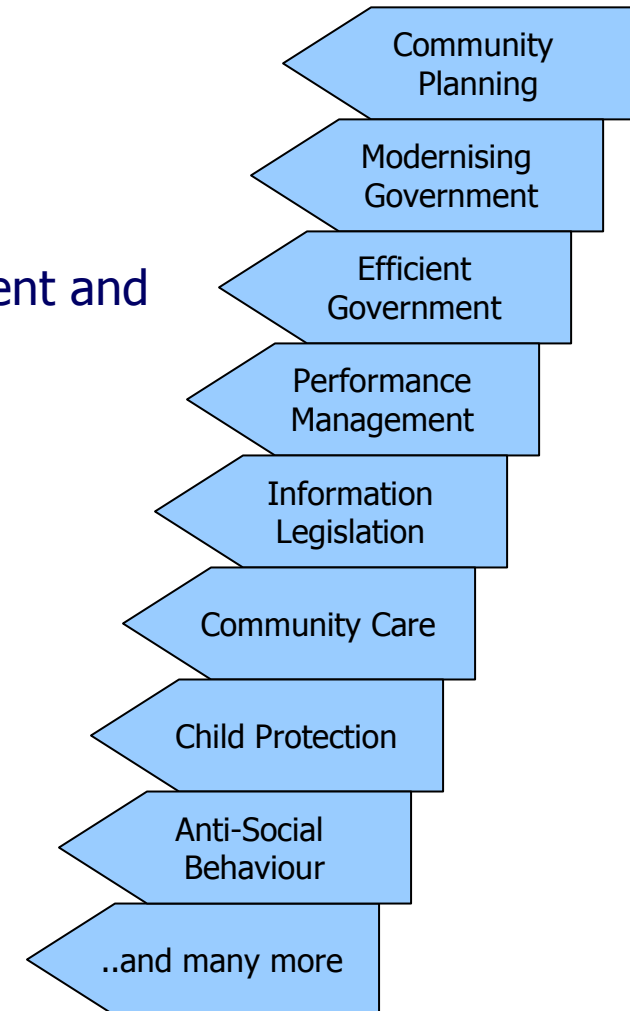 Community
Planning
Modernising
Government
ent and
Efficient
Government
Performance
Management
Information
Legislation
Community Care
Child Protection
Anti-Social
Behaviour
..and many more